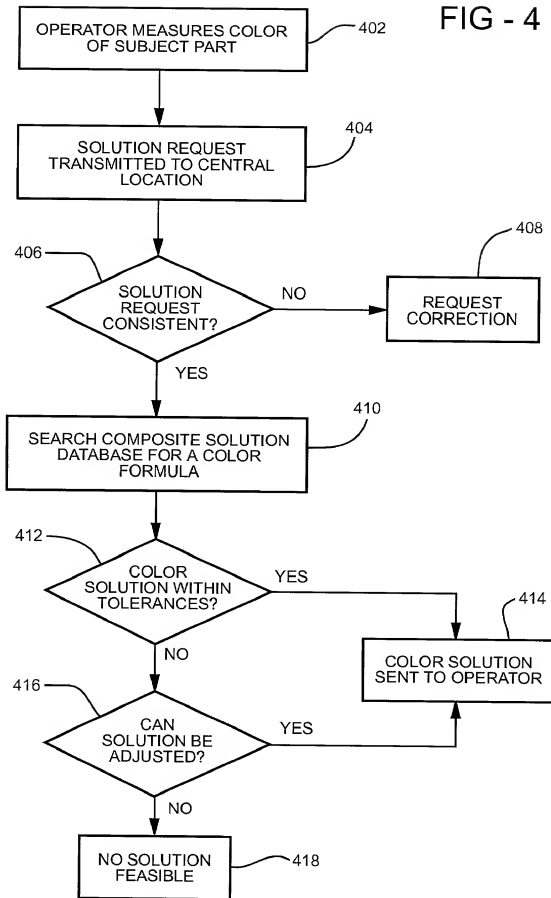 FIG - 4
OPERATOR MEASURES COLOR
OF SUBJECT PART
402
SOLUTION REQUEST
TRANSMITTED TO CENTRAL
LOCATION
404
406
SOLUTION
REQUEST
CONSISTENT?
NO
408
REQUEST
CORRECTION
YES
410
SEARCH COMPOSITE SOLUTION
DATABASE FOR A COLOR
FORMULA
412
COLOR
SOLUTION WITHIN
TOLERANCES?
YES
414
COLOR SOLUTION
SENT TO OPERATOR
NO
416
CAN
SOLUTION BE
ADJUSTED?
YES
NO
NO SOLUTION
FEASIBLE
418